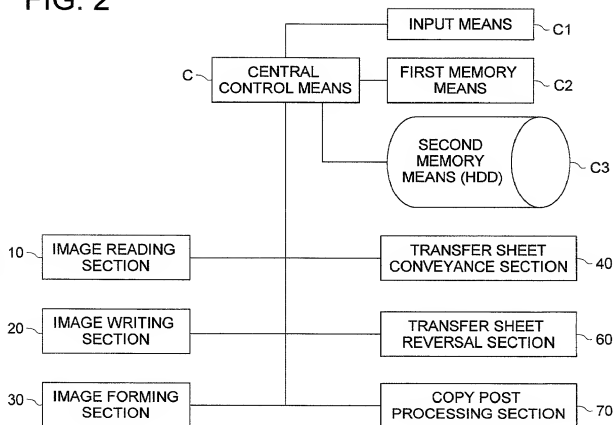 FIG. 2
INPUT MEANS
C1
C
CENTRAL
CONTROL MEANS
FIRST MEMORY
MEANS
C2
SECOND
MEMORY
MEANS (HDD)
C3
10
IMAGE READING
SECTION
TRANSFER SHEET
CONVEYANCE SECTION
40
20
IMAGE WRITING
SECTION
TRANSFER SHEET
REVERSAL SECTION
60
30
IMAGE FORMING
SECTION
COPY POST
PROCESSING SECTION
70